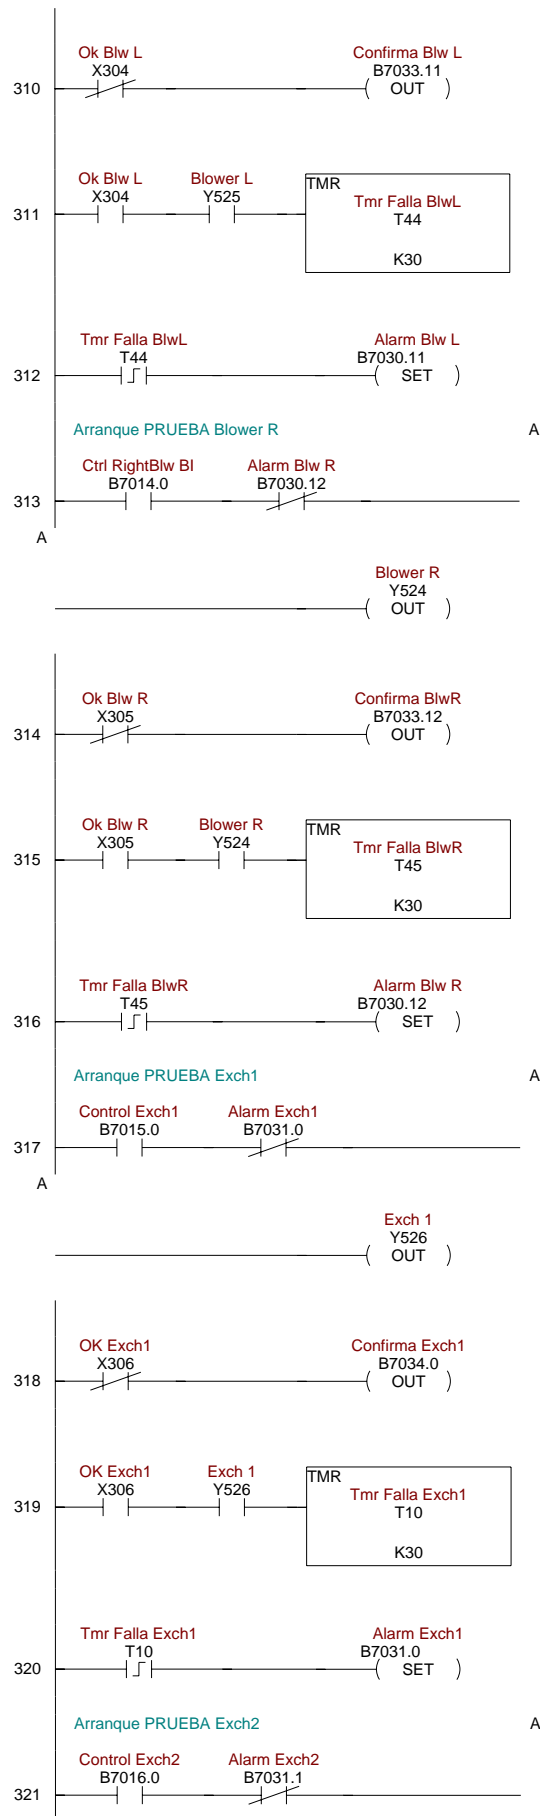 Ok Blw L Confirma Blw L
X304 B7033.11
310 OUT
Ok Blw L Blower L TMR
X304 Y525 Tmr Falla BlwL
311 T44
K30
Tmr Falla BlwL Alarm Blw L
T44 B7030.11
312 SET
Arranque PRUEBA Blower R A
Ctrl RightBlw BI Alarm Blw R
B7014.0 B7030.12
313
A
Blower R
Y524
OUT
Ok Blw R Confirma BlwR
X305 B7033.12
314 OUT
Ok Blw R Blower R TMR
X305 Y524 Tmr Falla BlwR
315 T45
K30
Tmr Falla BlwR Alarm Blw R
T45 B7030.12
316 SET
Arranque PRUEBA Exch1 A
Control Exch1 Alarm Exch1
B7015.0 B7031.0
317
A
Exch 1
Y526
OUT
OK Exch1 Confirma Exch1
X306 B7034.0
318 OUT
OK Exch1 Exch 1 TMR
X306 Y526 Tmr Falla Exch1
319 T10
K30
Tmr Falla Exch1 Alarm Exch1
T10 B7031.0
320 SET
Arranque PRUEBA Exch2 A
Control Exch2 Alarm Exch2
B7016.0 B7031.1
321